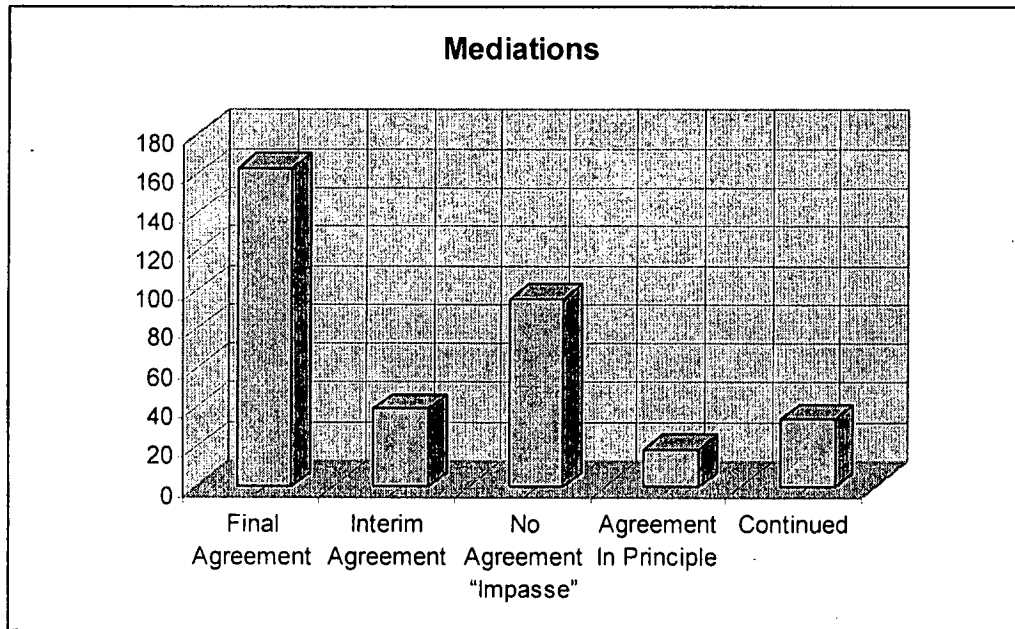 Mediations
180
160
140
120
100
80
60
40
20
0
Final Agreement
Interim Agreement
No Agreement “Impasse”
Agreement In Principle
Continued